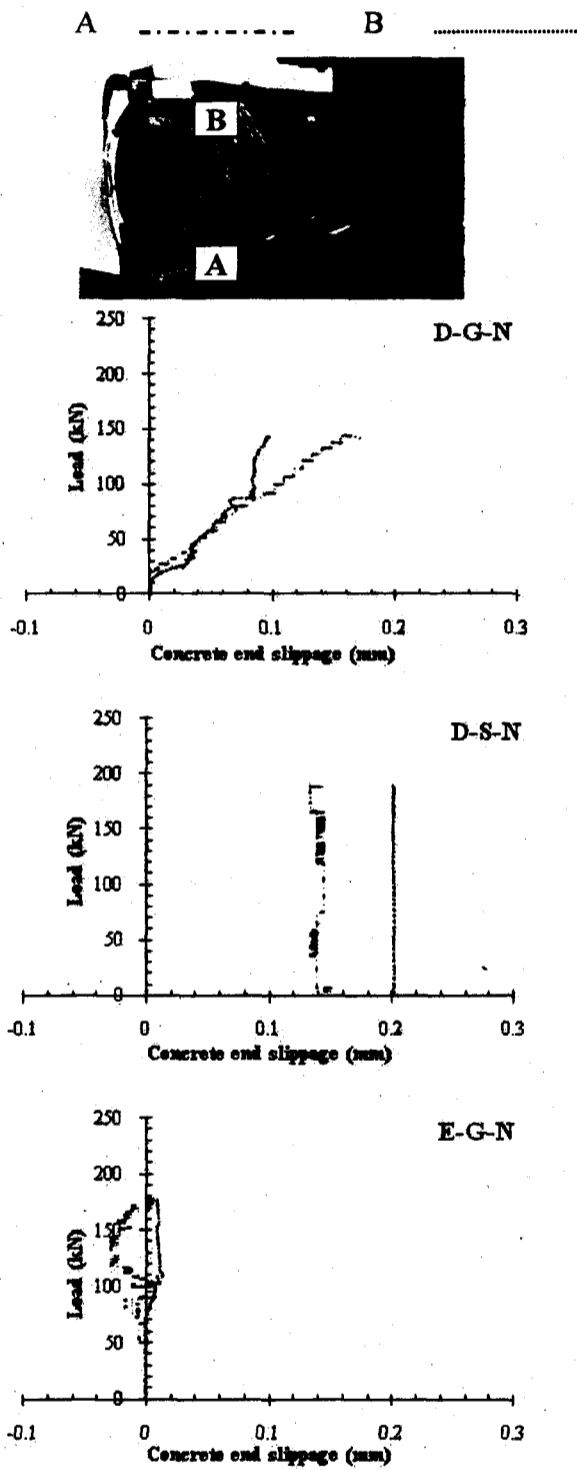 A B
B
A
D-G-N
250
200
150
100
50
0
Load (kN)
-0.1 0 0.1 0.2 0.3
Concrete end slippage (mm)
D-S-N
250
200
150
100
50
0
Load (kN)
-0.1 0 0.1 0.2 0.3
Concrete end slippage (mm)
E-G-N
250
200
150
100
50
0
Load (kN)
-0.1 0 0.1 0.2 0.3
Concrete end slippage (mm)